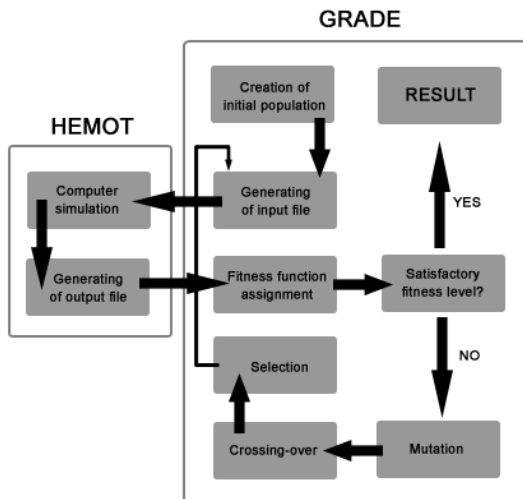 GRADE
Creation of
initial population
RESULT
HEMOT
Computer
simulation
Generating
of input file
YES
Generating
of output file
Fitness function
assignment
Satisfactory
fitness level?
NO
Selection
Crossing-over
Mutation